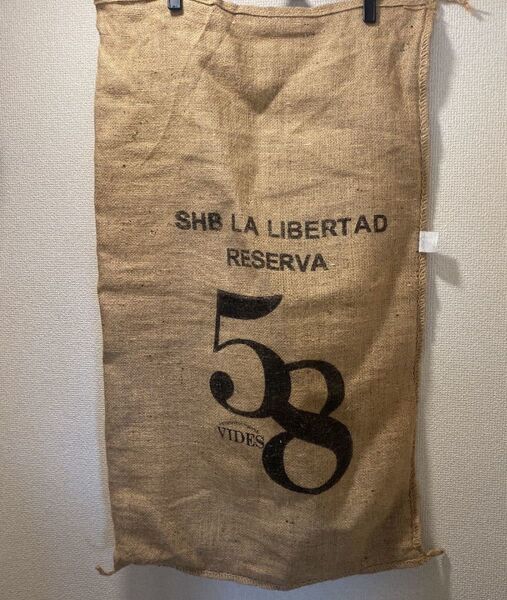 SHB LA LIBERTAD
RESERVA
58
VIDES